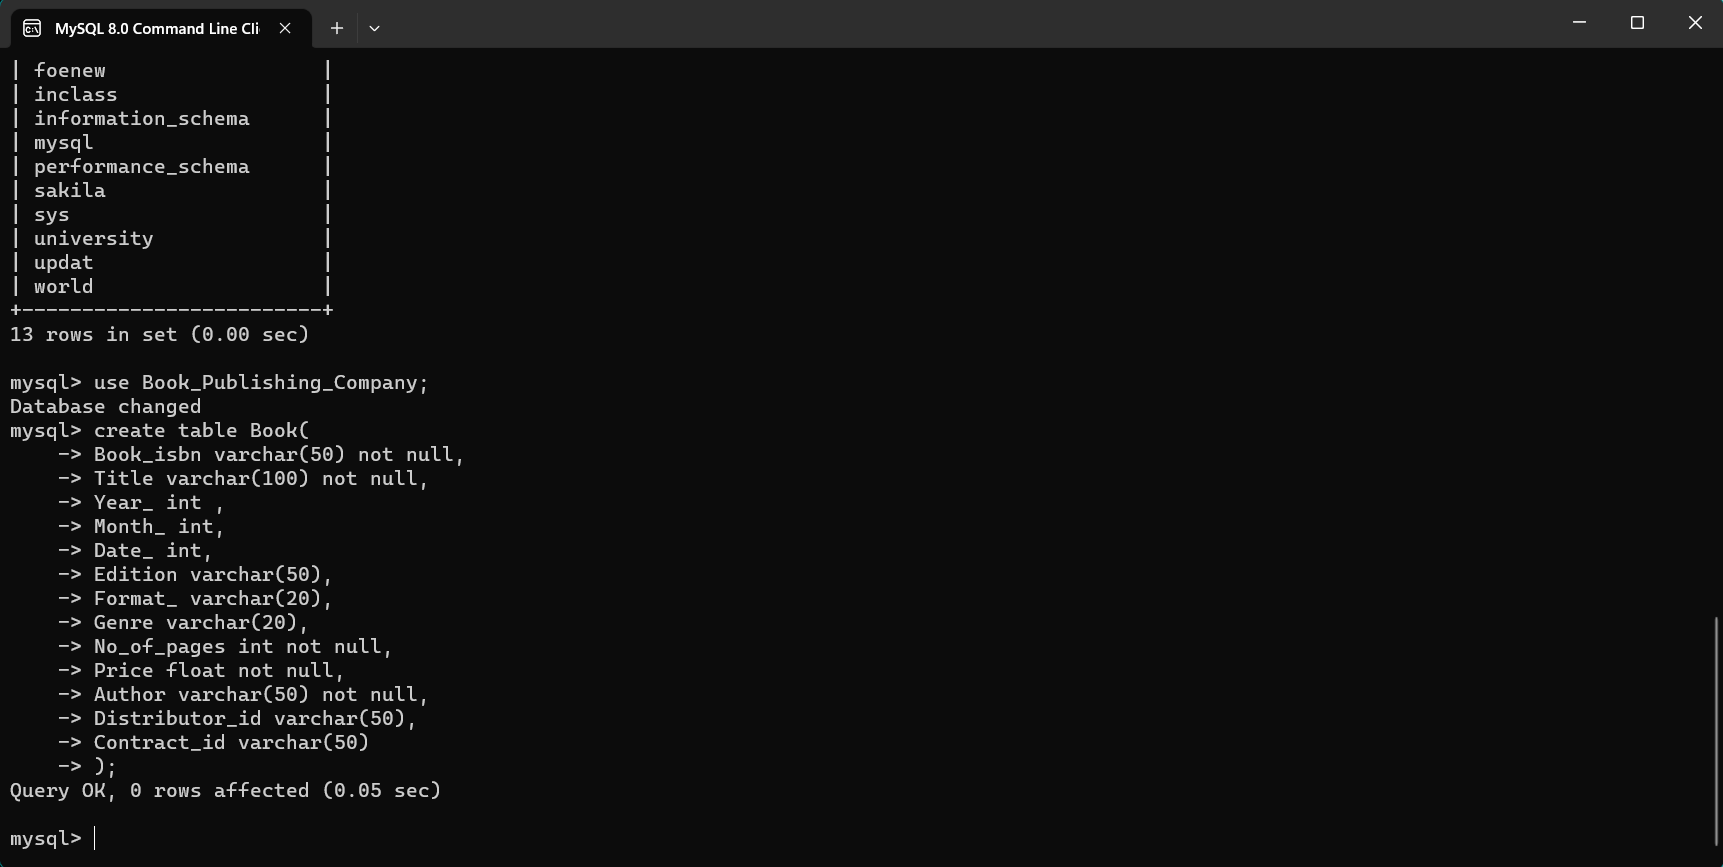 MySQL 8.0 Command Line Cli
| foenew                  |
| inclass                 |
| information_schema      |
| mysql                   |
| performance_schema      |
| sakila                  |
| sys                     |
| university              |
| updat                   |
| world                   |
+-------------------------+
13 rows in set (0.00 sec)

mysql> use Book_Publishing_Company;
Database changed
mysql> create table Book(
    -> Book_isbn varchar(50) not null,
    -> Title varchar(100) not null,
    -> Year_ int ,
    -> Month_ int,
    -> Date_ int,
    -> Edition varchar(50),
    -> Format_ varchar(20),
    -> Genre varchar(20),
    -> No_of_pages int not null,
    -> Price float not null,
    -> Author varchar(50) not null,
    -> Distributor_id varchar(50),
    -> Contract_id varchar(50)
    -> );
Query OK, 0 rows affected (0.05 sec)

mysql>